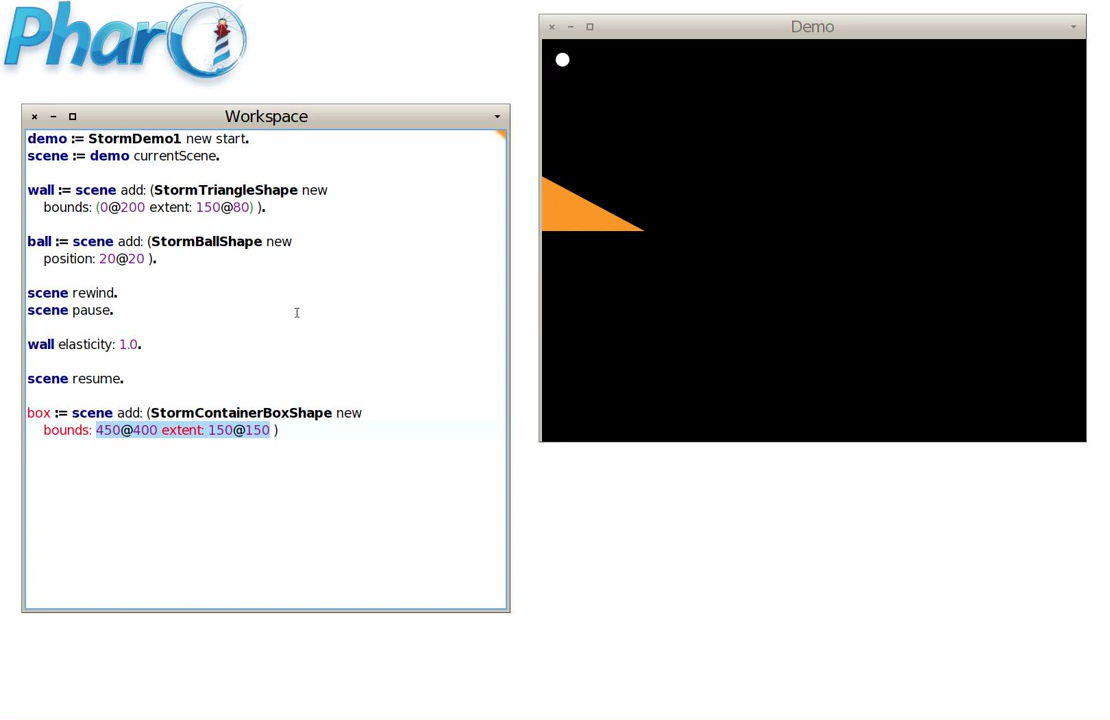 Pharo
Workspace
demo := StormDemo1 new start.
scene := demo currentScene.
wall := scene add: (StormTriangleShape new
bounds: (0@200 extent: 150@80) ).
ball := scene add: (StormBallShape new
position: 20@20 ).
scene rewind.
scene pause.
wall elasticity: 1.0.
scene resume.
box := scene add: (StormContainerBoxShape new
bounds: 450@400 extent: 150@150 )
Demo